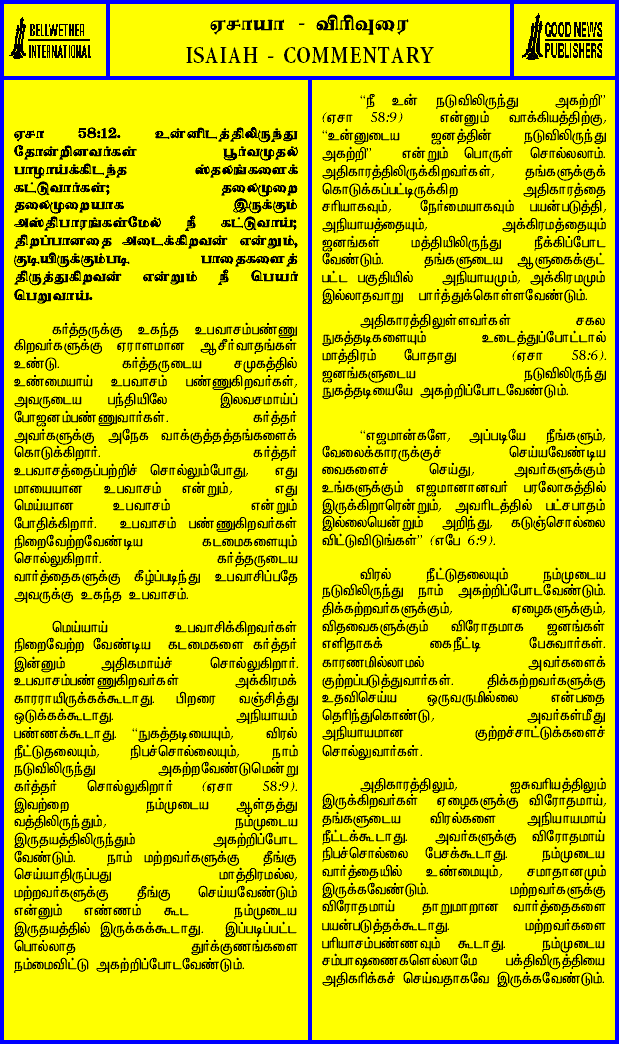 BELLWETHER
INTERNATIONAL
ஏசாயா - விரிவுரை
ISAIAH - COMMENTARY
GOOD NEWS
PUBLISHERS
ஏசா 58:12. உன்னிடத்திலிருந்து
தோன்றினவர்கள் பூர்வமுதல்
பாழாய்க்கிடந்த ஸ்தலங்களைக்
கட்டுவார்கள்; தலைமுறை
தலைமுறையாக இருக்கும்
அஸ்திபாரங்கள்மேல் நீ கட்டுவாய்;
திறப்பானதை அடைக்கிறவன் என்றும்,
குடியிருக்கும்படி பாதைகளைத்
திருத்துகிறவன் என்றும் நீ பெயர்
பெறுவாய்.
கர்த்தருக்கு உகந்த உபவாசம்பண்ணு
கிறவர்களுக்கு ஏராளமான ஆசீர்வாதங்கள்
உண்டு. கர்த்தருடைய சமுகத்தில்
உண்மையாய் உபவாசம் பண்ணுகிறவர்கள்,
அவருடைய பந்தியிலே இலவசமாய்ப்
போஜனம்பண்ணுவார்கள். கர்த்தர்
அவர்களுக்கு அநேக வாக்குத்தத்தங்களைக்
கொடுக்கிறார். கர்த்தர்
உபவாசத்தைப்பற்றிச் சொல்லும்போது, எது
மாயையான உபவாசம் என்றும், எது
மெய்யான உபவாசம் என்றும்
போதிக்கிறார். உபவாசம் பண்ணுகிறவர்கள்
நிறைவேற்றவேண்டிய கடமைகளையும்
சொல்லுகிறார். கர்த்தருடைய
வார்த்தைகளுக்கு கீழ்ப்படிந்து உபவாசிப்பதே
அவருக்கு உகந்த உபவாசம்.
மெய்யாய் உபவாசிக்கிறவர்கள்
நிறைவேற்ற வேண்டிய கடமைகளை கர்த்தர்
இன்னும் அதிகமாய்ச் சொல்லுகிறார்.
உபவாசம்பண்ணுகிறவர்கள் அக்கிரமக்
காரராயிருக்கக்கூடாது. பிறரை வஞ்சித்து
ஒடுக்கக்கூடாது. அநியாயம்
பண்ணக்கூடாது. “நுகத்தடியையும், விரல்
நீட்டுதலையும், நிபச்சொல்லையும், நாம்
நடுவிலிருந்து அகற்றவேண்டுமென்று
கர்த்தர் சொல்லுகிறார் (ஏசா 58:9).
இவற்றை நம்முடைய ஆள்தத்து
வத்திலிருந்தும், நம்முடைய
இருதயத்திலிருந்தும் அகற்றிப்போட
வேண்டும். நாம் மற்றவர்களுக்கு தீங்கு
செய்யாதிருப்பது மாத்திரமல்ல,
மற்றவர்களுக்கு தீங்கு செய்யவேண்டும்
என்னும் எண்ணம் கூட நம்முடைய
இருதயத்தில் இருக்கக்கூடாது. இப்படிப்பட்ட
பொல்லாத துர்க்குணங்களை
நம்மைவிட்டு அகற்றிப்போடவேண்டும்.
“நீ உன் நடுவிலிருந்து அகற்றி”
(ஏசா 58:9) என்னும் வாக்கியத்திற்கு,
“உன்னுடைய ஜனத்தின் நடுவிலிருந்து
அகற்றி” என்றும் பொருள் சொல்லலாம்.
அதிகாரத்திலிருக்கிறவர்கள், தங்களுக்குக்
கொடுக்கப்பட்டிருக்கிற அதிகாரத்தை
சரியாகவும், நேர்மையாகவும் பயன்படுத்தி,
அநியாயத்தையும், அக்கிரமத்தையும்
ஜனங்கள் மத்தியிலிருந்து நீக்கிப்போட
வேண்டும். தங்களுடைய ஆளுகைக்குட்
பட்ட பகுதியில் அநியாயமும், அக்கிரமமும்
இல்லாதவாறு பார்த்துக்கொள்ளவேண்டும்.
அதிகாரத்திலுள்ளவர்கள் சகல
நுகத்தடிகளையும் உடைத்துப்போட்டால்
மாத்திரம் போதாது (ஏசா 58:6).
ஜனங்களுடைய நடுவிலிருந்து
நுகத்தடியையே அகற்றிப்போடவேண்டும்.
“எஜமான்களே, அப்படியே நீங்களும்,
வேலைக்காரருக்குச் செய்யவேண்டிய
வைகளைச் செய்து, அவர்களுக்கும்
உங்களுக்கும் எஜமானானவர் பரலோகத்தில்
இருக்கிறாரென்றும், அவரிடத்தில் பட்சபாதம்
இல்லையென்றும் அறிந்து, கடுஞ்சொல்லை
விட்டுவிடுங்கள்” (எபே 6:9).
விரல் நீட்டுதலையும் நம்முடைய
நடுவிலிருந்து நாம் அகற்றிப்போடவேண்டும்.
திக்கற்றவர்களுக்கும், ஏழைகளுக்கும்,
விதவைகளுக்கும் விரோதமாக ஜனங்கள்
எளிதாகக் கைநீட்டி பேசுவார்கள்.
காரணமில்லாமல் அவர்களைக்
குற்றப்படுத்துவார்கள். திக்கற்றவர்களுக்கு
உதவிசெய்ய ஒருவருமில்லை என்பதை
தெரிந்துகொண்டு, அவர்கள்மீது
அநியாயமான குற்றச்சாட்டுக்களைச்
சொல்லுவார்கள்.
அதிகாரத்திலும், ஐசுவரியத்திலும்
இருக்கிறவர்கள் ஏழைகளுக்கு விரோதமாய்,
தங்களுடைய விரல்களை அநியாயமாய்
நீட்டக்கூடாது. அவர்களுக்கு விரோதமாய்
நிபச்சொல்லை பேசக்கூடாது. நம்முடைய
வார்த்தையில் உண்மையும், சமாதானமும்
இருக்கவேண்டும். மற்றவர்களுக்கு
விரோதமாய் தாறுமாறான வார்த்தைகளை
பயன்படுத்தக்கூடாது. மற்றவர்களை
பரியாசம்பண்ணவும் கூடாது. நம்முடைய
சம்பாஷணைகளெல்லாமே பக்திவிருத்தியை
அதிகரிக்கச் செய்வதாகவே இருக்கவேண்டும்.